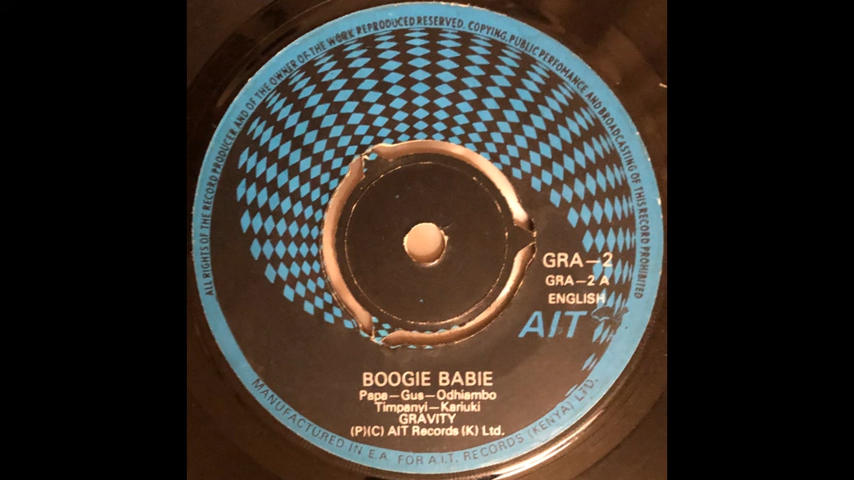 ALL RIGHTS OF THE RECORD PRODUCER AND OF THE OWNER OF THE WORK REPRODUCED RESERVED. COPYING, PUBLIC PERFOMANCE AND BROADCASTING OF THIS RECORD PROHIBITED
GRA-2
GRA-2 A
ENGLISH
AIT
BOOGIE BABIE
Papa-Gus-Odhiambo
Timpanyi-Kariuki
GRAVITY
(P)(C) AIT Records (K) Ltd.
MANUFACTURED IN E.A. FOR A.I.T. RECORDS (KENYA) LTD.